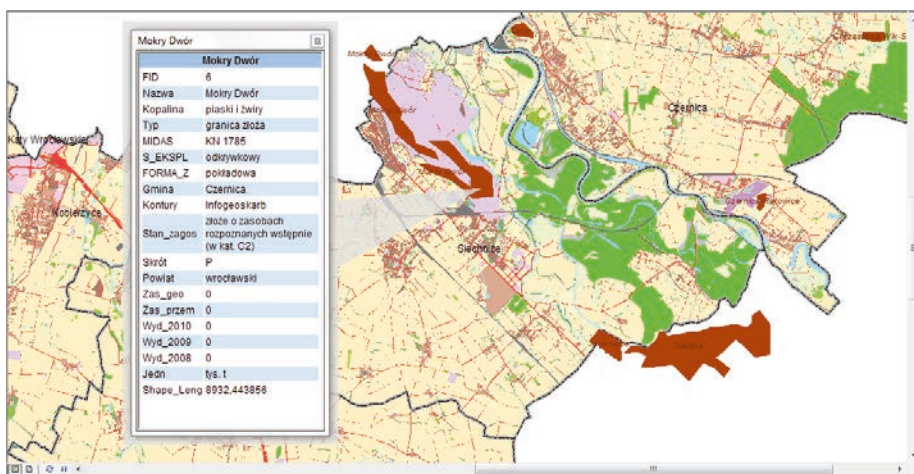 Mokry Dwór
Mokry Dwór
FID 6
Nazwa Mokry Dwór
Kopalina piaski i żwiry
Typ granica złoża
MIDAS KN 1785
S_EKSPL odkrywkowy
FORMA_Z pokładowa
Gmina Czernica
Kontury Infogeoskarb
Stan_zagos złoże o zasobach
rozpoznanych wstępnie
(w kat. C2)
Skrót P
Powiat wrocławski
Zas_geo 0
Zas_przem 0
Wyd_2010 0
Wyd_2009 0
Wyd_2008 0
Jedn tys. t
Shape_Leng 8932,443856
Kąty Wrocławskie
Kobierzyce
Siechnice
Czernica